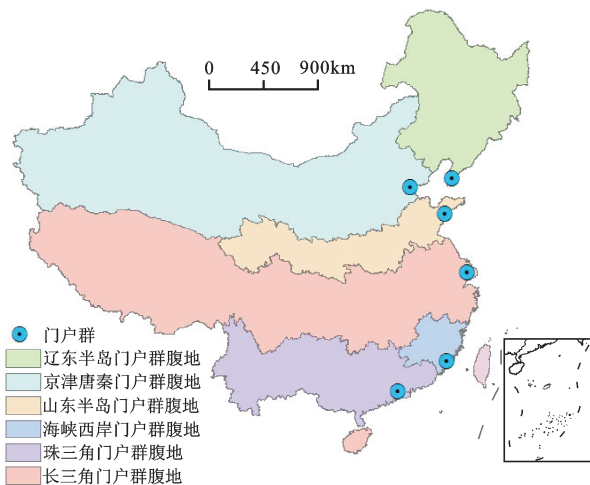 0 450 900km
门户群
辽东半岛门户群腹地
京津唐秦门户群腹地
山东半岛门户群腹地
海峡西岸门户群腹地
珠三角门户群腹地
长三角门户群腹地